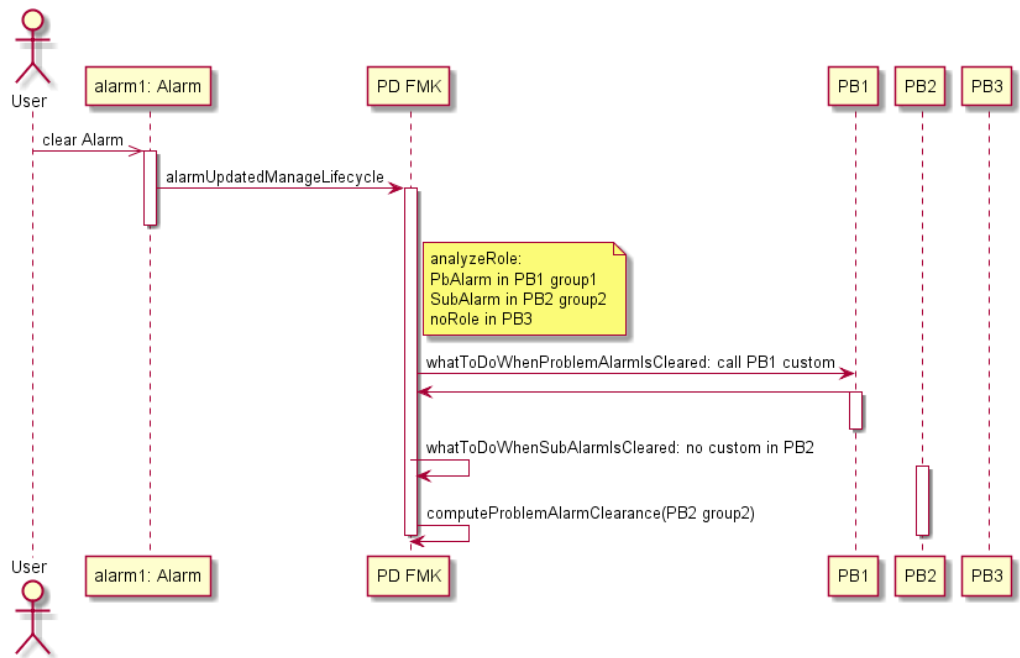 User
alarm1: Alarm
PD FMK
PB1
PB2
PB3
clear Alarm
alarmUpdatedManageLifecycle
analyzeRole:
PbAlarm in PB1 group1
SubAlarm in PB2 group2
noRole in PB3
whatToDoWhenProblemAlarmIsCleared: call PB1 custom
whatToDoWhenSubAlarmIsCleared: no custom in PB2
computeProblemAlarmClearance(PB2 group2)
User
alarm1: Alarm
PD FMK
PB1
PB2
PB3